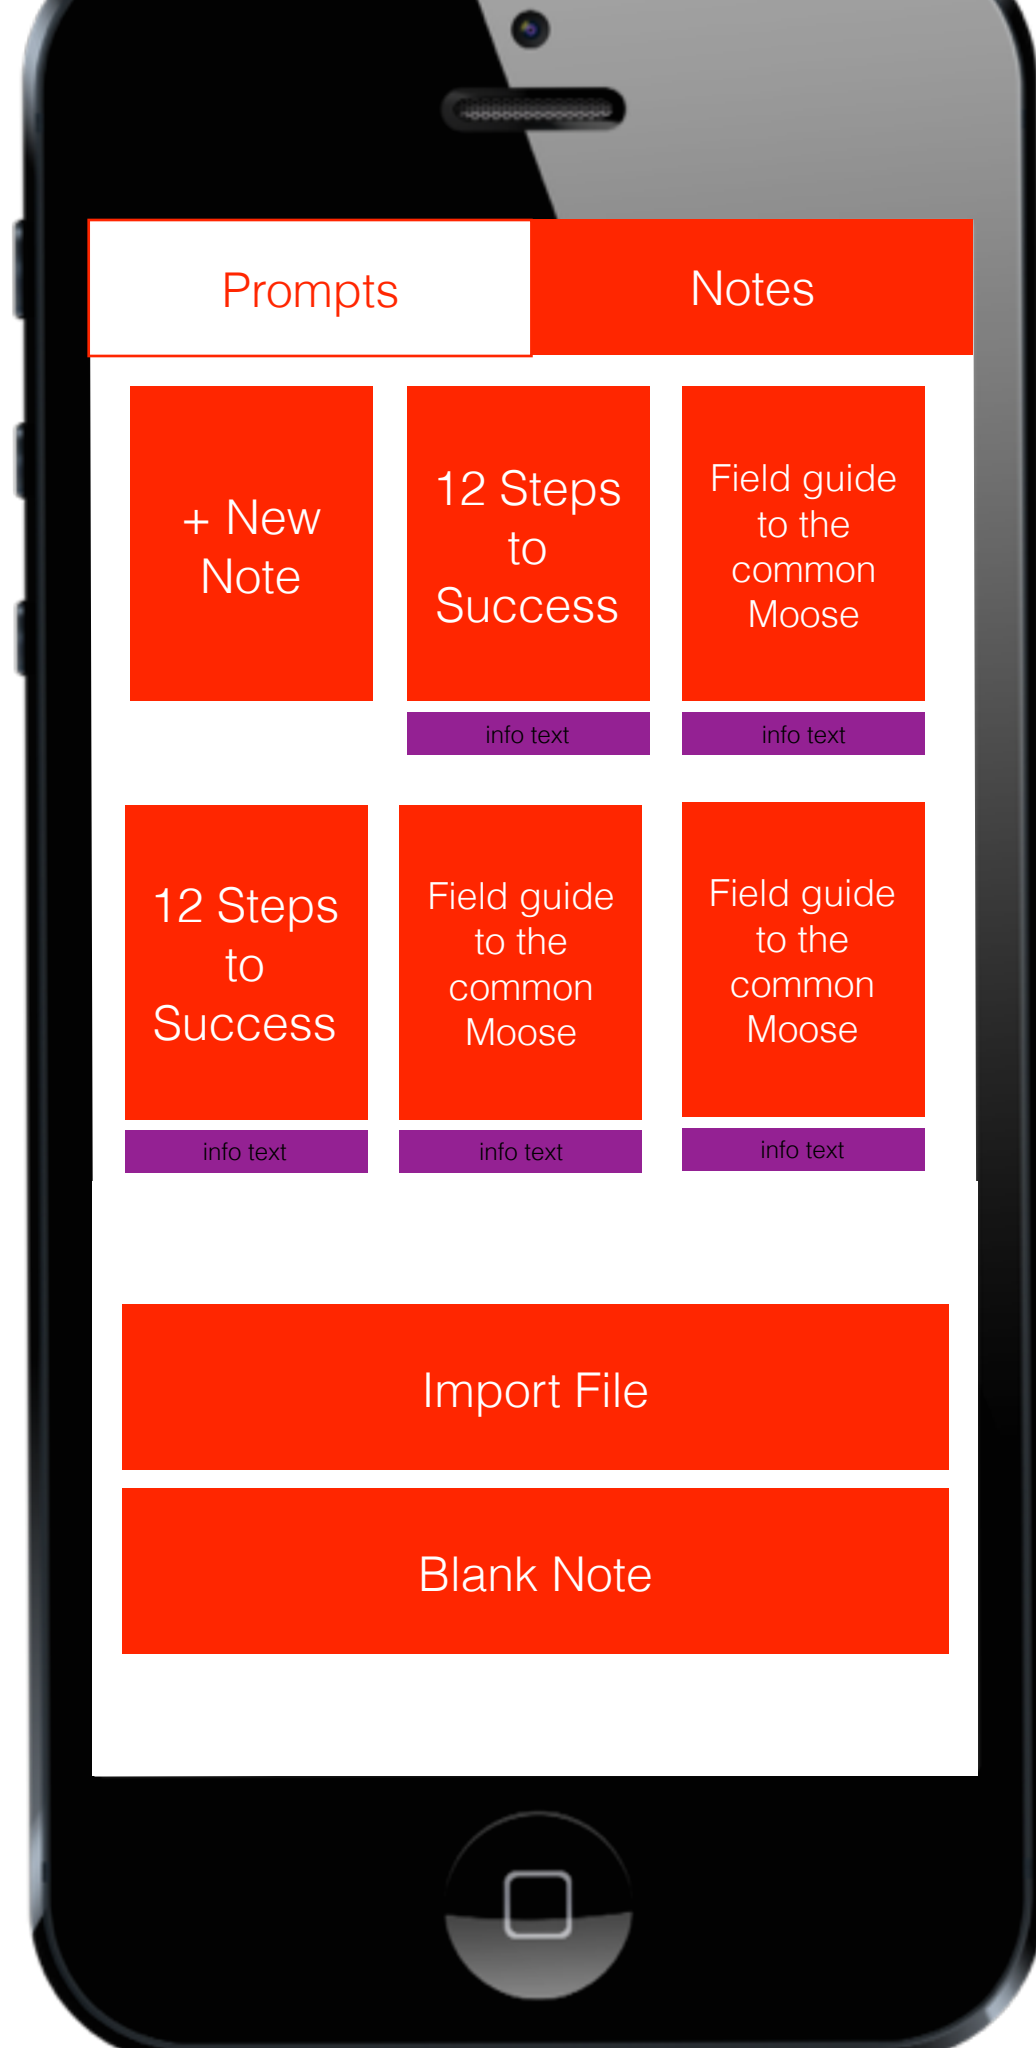 Prompts
Notes
+ New
Note
12 Steps
to
Success
info text
Field guide
to the
common
Moose
info text
12 Steps
to
Success
info text
Field guide
to the
common
Moose
info text
Field guide
to the
common
Moose
info text
Import File
Blank Note